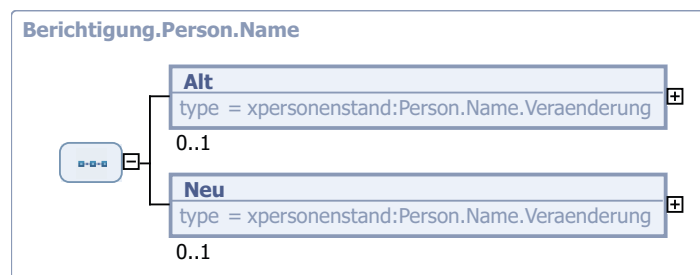 Berichtigung.Person.Name
Alt
type = xpersonenstand:Person.Name.Veraenderung
0..1
Neu
type = xpersonenstand:Person.Name.Veraenderung
0..1